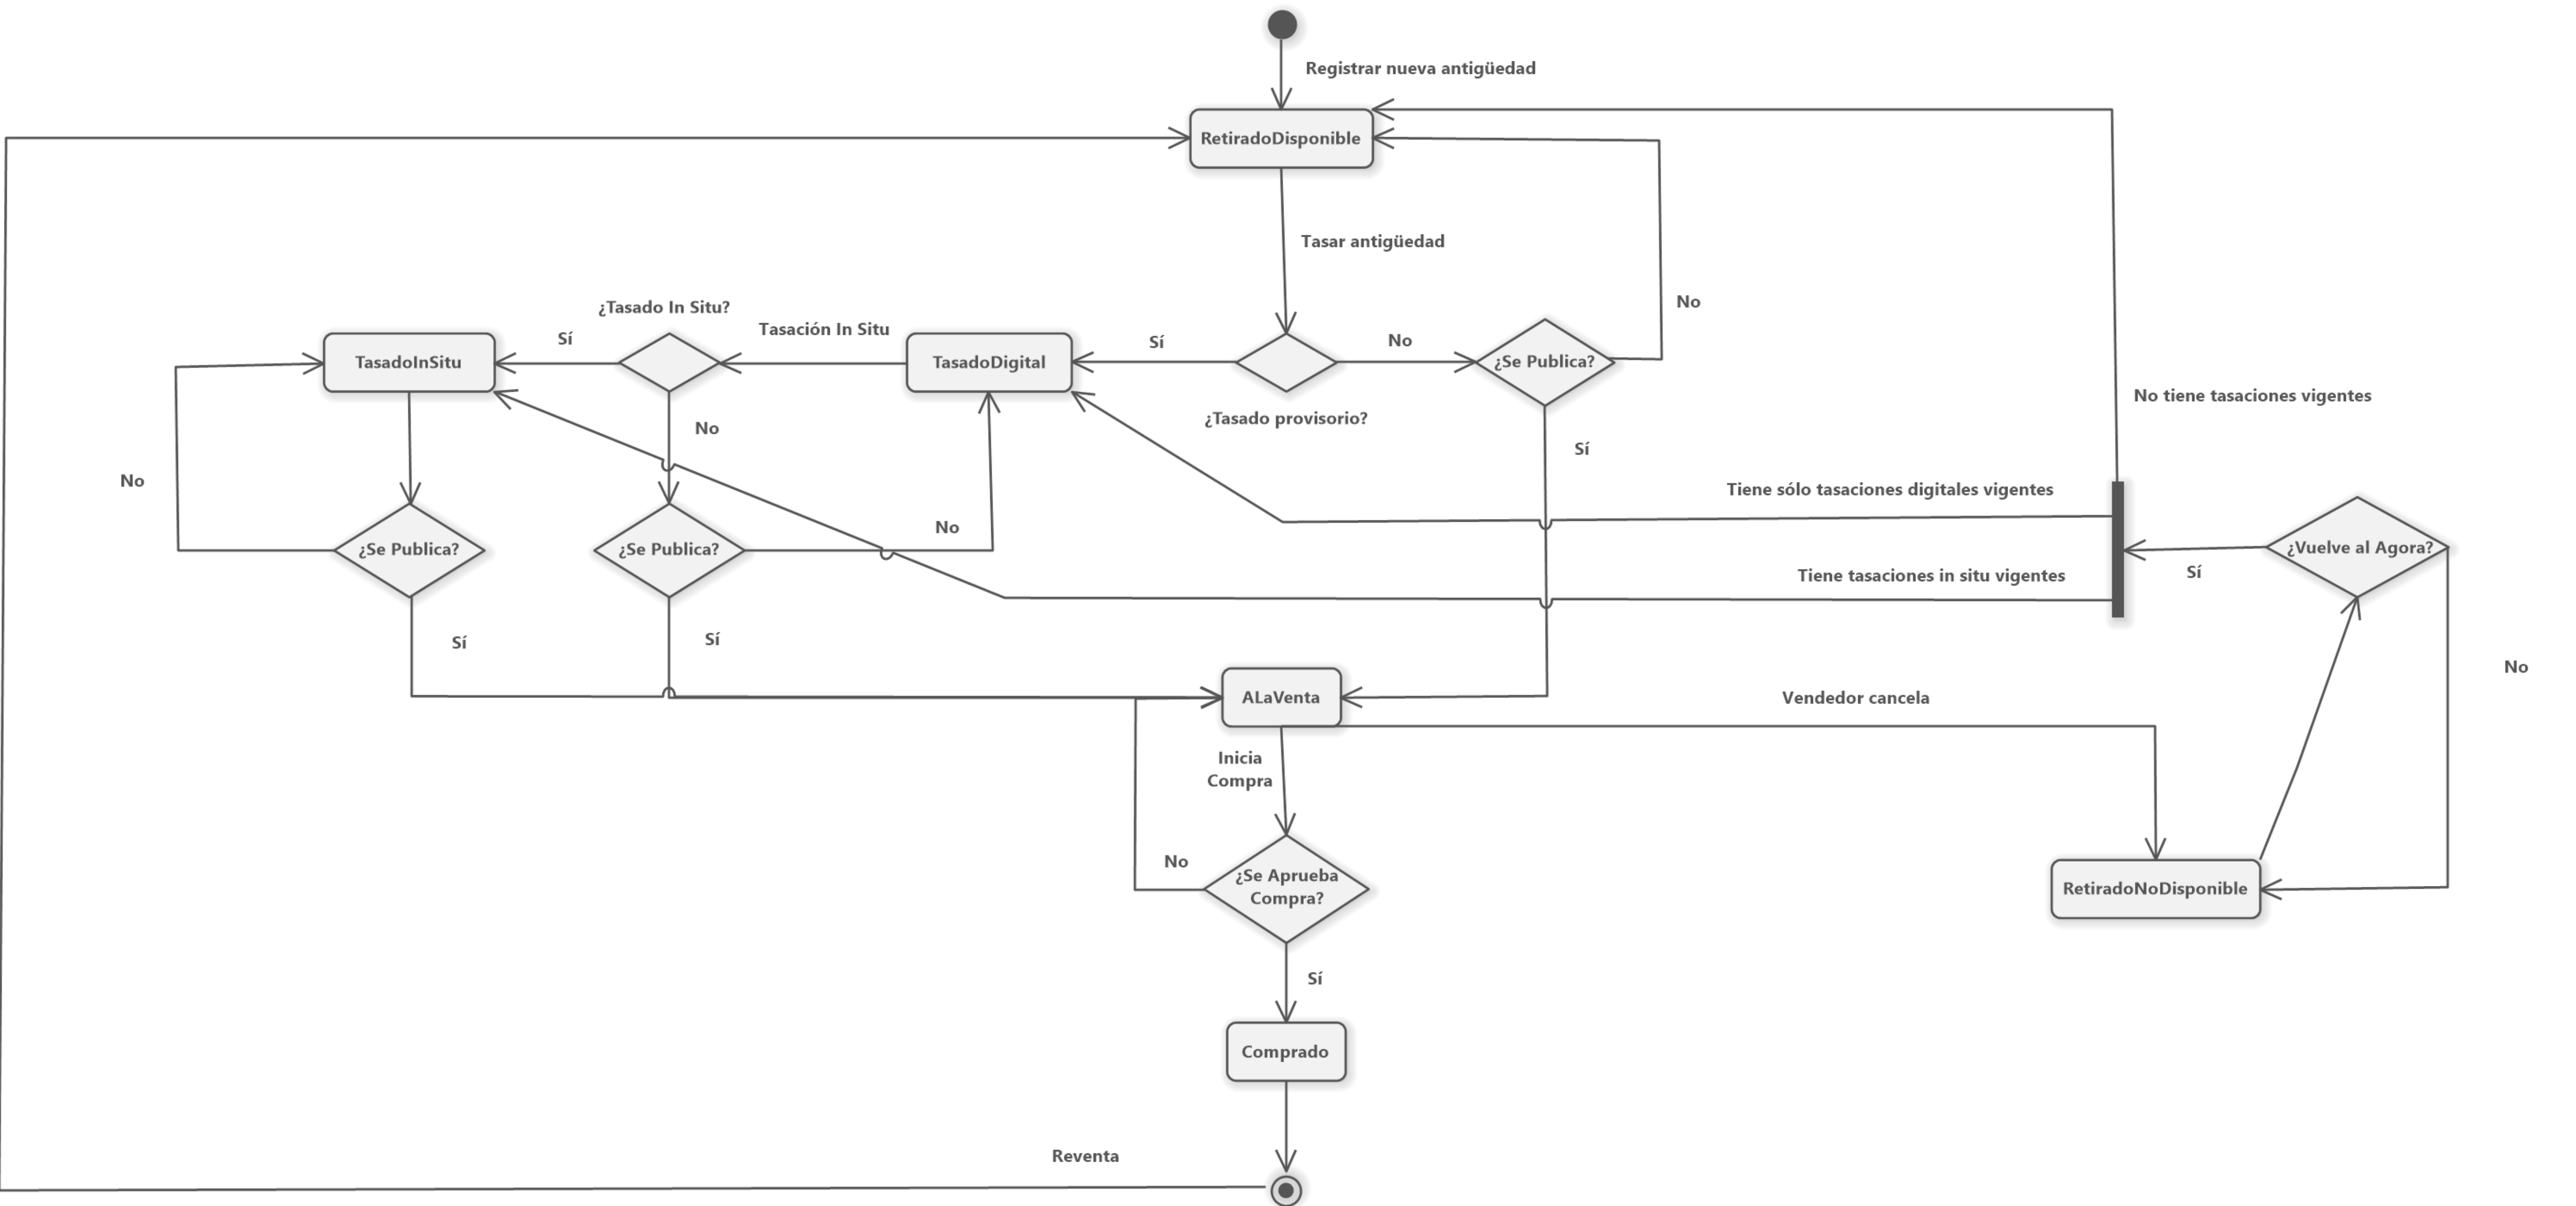 Registrar nueva antigüedad
RetiradoDisponible
Tasar antigüedad
No
¿Tasado In Situ?
Tasación In Situ
Sí
Sí
No
TasadoInSitu
TasadoDigital
¿Se Publica?
No tiene tasaciones vigentes
¿Tasado provisorio?
No
Sí
No
Tiene sólo tasaciones digitales vigentes
No
¿Se Publica?
¿Se Publica?
¿Vuelve al Agora?
Sí
Tiene tasaciones in situ vigentes
Sí
Sí
No
ALaVenta
Vendedor cancela
Inicia
Compra
No
¿Se Aprueba
Compra?
RetiradoNoDisponible
Sí
Comprado
Reventa